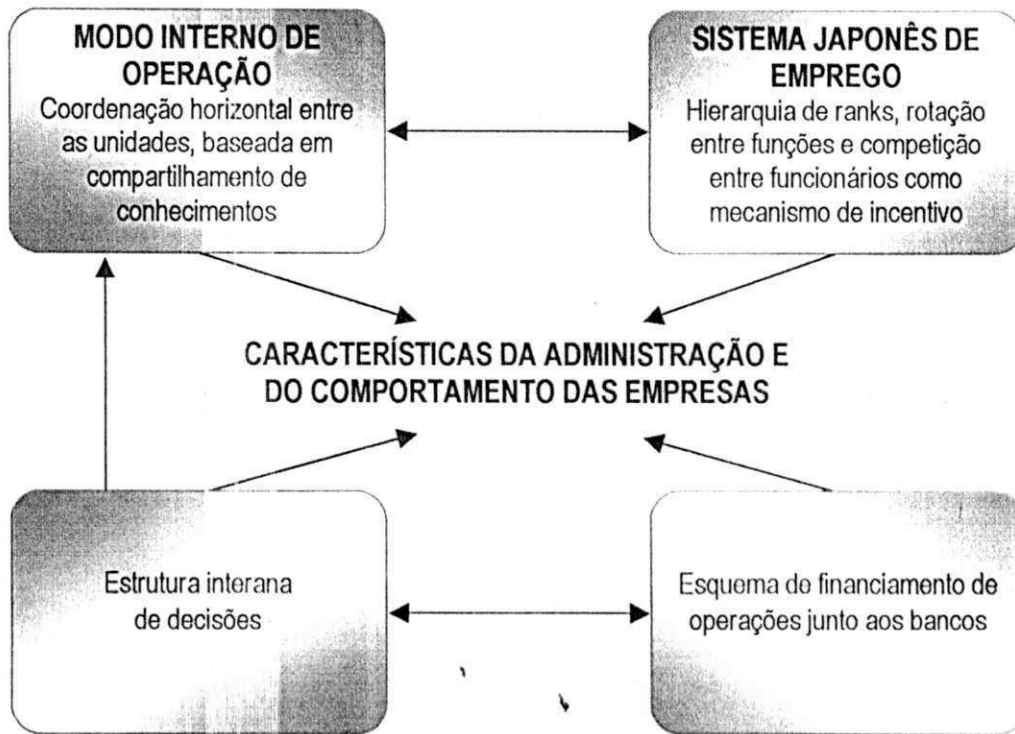 MODO INTERNO DE
OPERAÇÃO
Coordenação horizontal entre
as unidades, baseada em
compartilhamento de
conhecimentos
SISTEMA JAPONÊS DE
EMPREGO
Hierarquia de ranks, rotação
entre funções e competição
entre funcionários como
mecanismo de incentivo
CARACTERÍSTICAS DA ADMINISTRAÇÃO E
DO COMPORTAMENTO DAS EMPRESAS
Estrutura interana
de decisões
Esquema de financiamento de
operações junto aos bancos